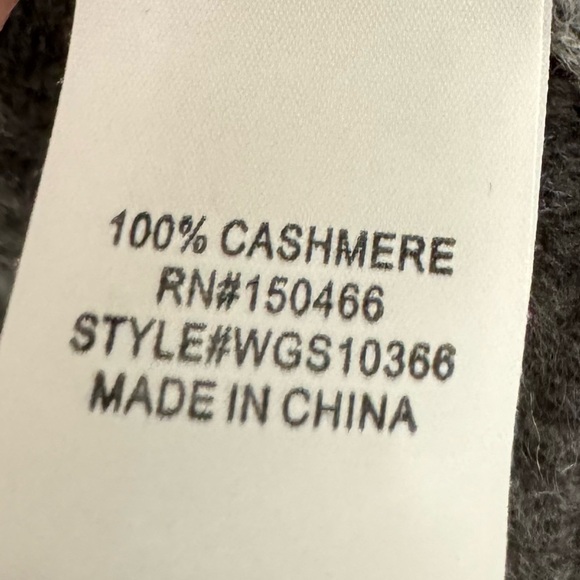 100% CASHMERE
RN#150466
STYLE#WGS10366
MADE IN CHINA